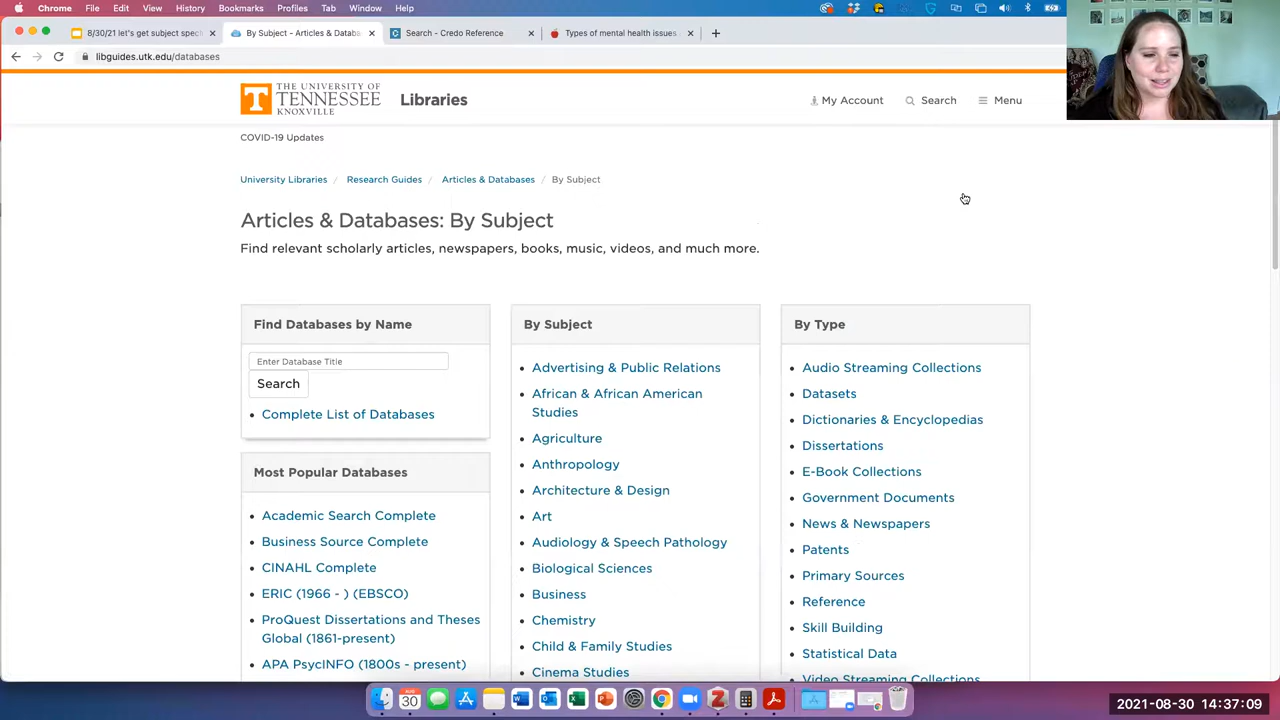 Chrome File Edit View History Bookmarks Profiles Tab Window Help
8/30/21 let's get subject spec
By Subject - Articles & Databa
Search - Credo Reference
Types of mental health issues
libguides.utk.edu/databases
THE UNIVERSITY OF
TENNESSEE
KNOXVILLE
Libraries
My Account
Search
Menu
COVID-19 Updates
University Libraries / Research Guides / Articles & Databases / By Subject
Articles & Databases: By Subject
Find relevant scholarly articles, newspapers, books, music, videos, and much more.
Find Databases by Name
Enter Database Title
Search
Complete List of Databases
Most Popular Databases
Academic Search Complete
Business Source Complete
CINAHL Complete
ERIC (1966 - ) (EBSCO)
ProQuest Dissertations and Theses
Global (1861-present)
APA PsycINFO (1800s - present)
By Subject
Advertising & Public Relations
African & African American
Studies
Agriculture
Anthropology
Architecture & Design
Art
Audiology & Speech Pathology
Biological Sciences
Business
Chemistry
Child & Family Studies
Cinema Studies
By Type
Audio Streaming Collections
Datasets
Dictionaries & Encyclopedias
Dissertations
E-Book Collections
Government Documents
News & Newspapers
Patents
Primary Sources
Reference
Skill Building
Statistical Data
Video Streaming Collections
2021-08-30 14:37:09